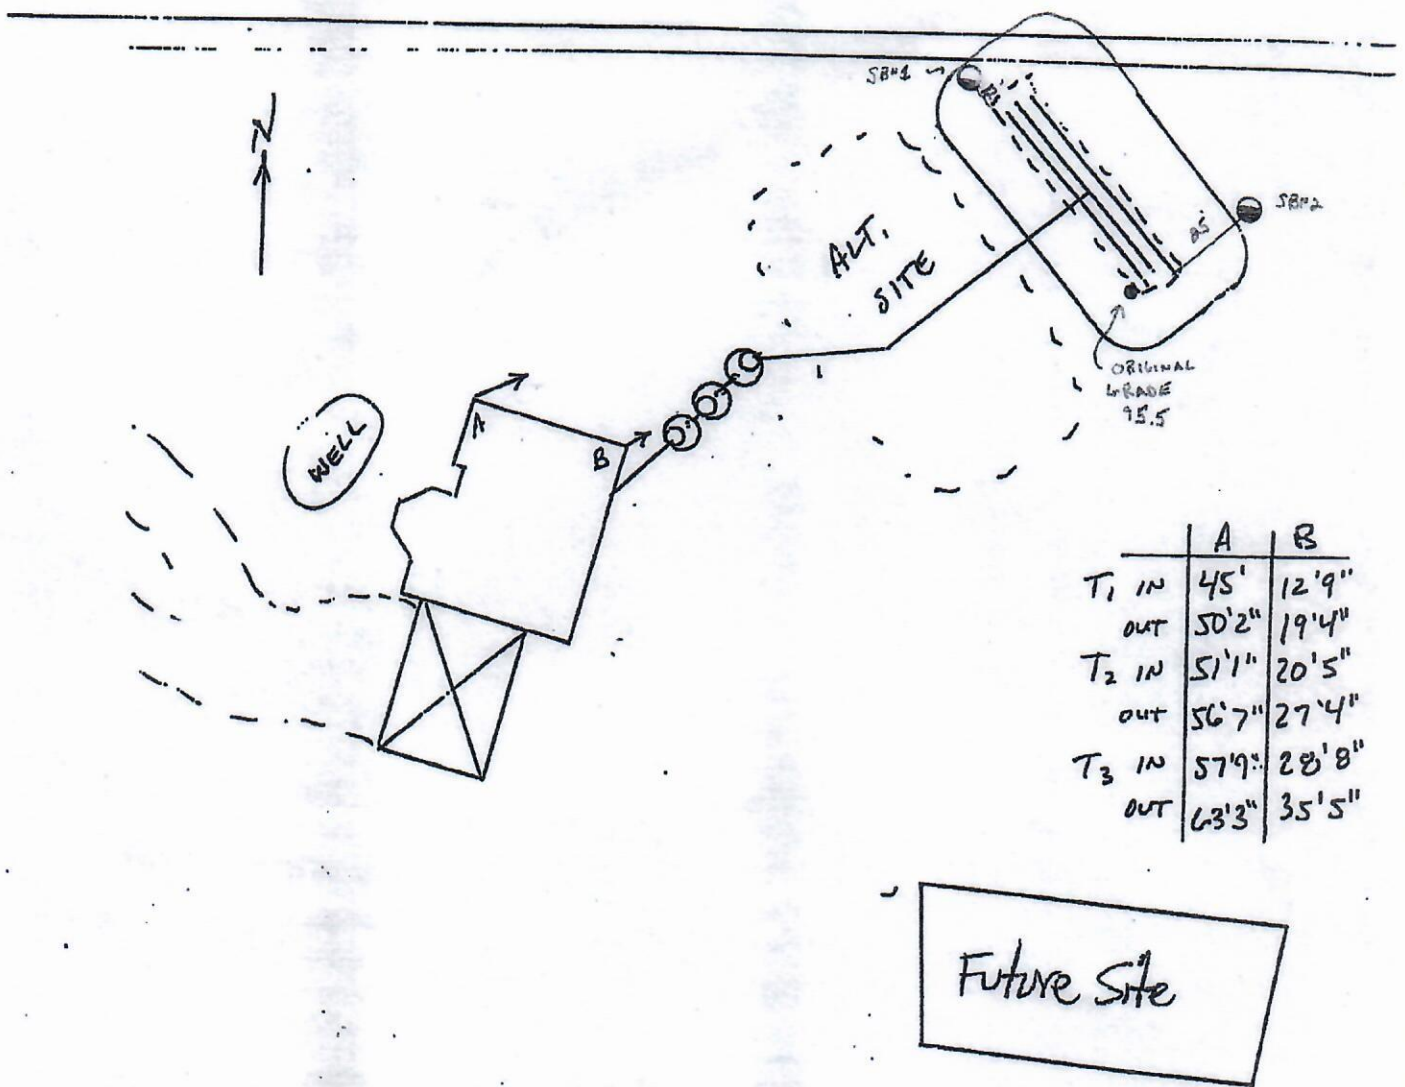 SB#1
N
25'
SB#2
25'
ALT.
SITE
ORIGINAL
GRADE
95.5
A
B
WELL
A B
T1 IN 45' 12'9"
OUT 50'2" 19'4"
T2 IN 51'1" 20'5"
OUT 56'7" 27'4"
T3 IN 57'9" 28'8"
OUT 63'3" 35'5"
Future Site